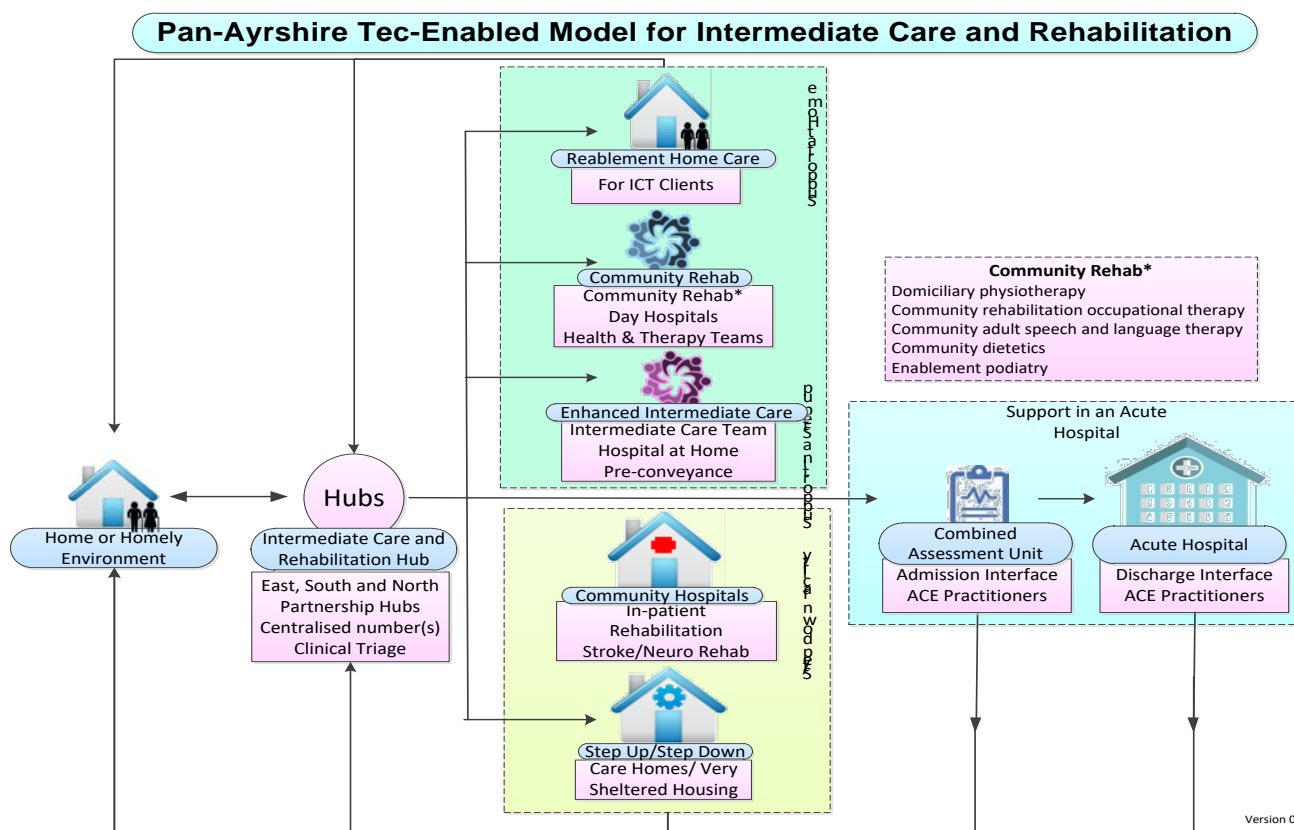 Pan-Ayrshire Tec-Enabled Model for Intermediate Care and Rehabilitation
Support at Home
Reablement Home Care
For ICT Clients
Community Rehab
Community Rehab*
Day Hospitals
Health & Therapy Teams
Enhanced Intermediate Care
Intermediate Care Team
Hospital at Home
Pre-conveyance
Community Rehab*
Domiciliary physiotherapy
Community rehabilitation occupational therapy
Community adult speech and language therapy
Community dietetics
Enablement podiatry
Support in an Acute
Hospital
Hubs
Home or Homely
Environment
Intermediate Care and
Rehabilitation Hub
East, South and North
Partnership Hubs
Centralised number(s)
Clinical Triage
Combined
Assessment Unit
Admission Interface
ACE Practitioners
Acute Hospital
Discharge Interface
ACE Practitioners
Community Hospitals
In-patient
Rehabilitation
Stroke/Neuro Rehab
Step Up/Step Down
Care Homes/ Very
Sheltered Housing
Version 0